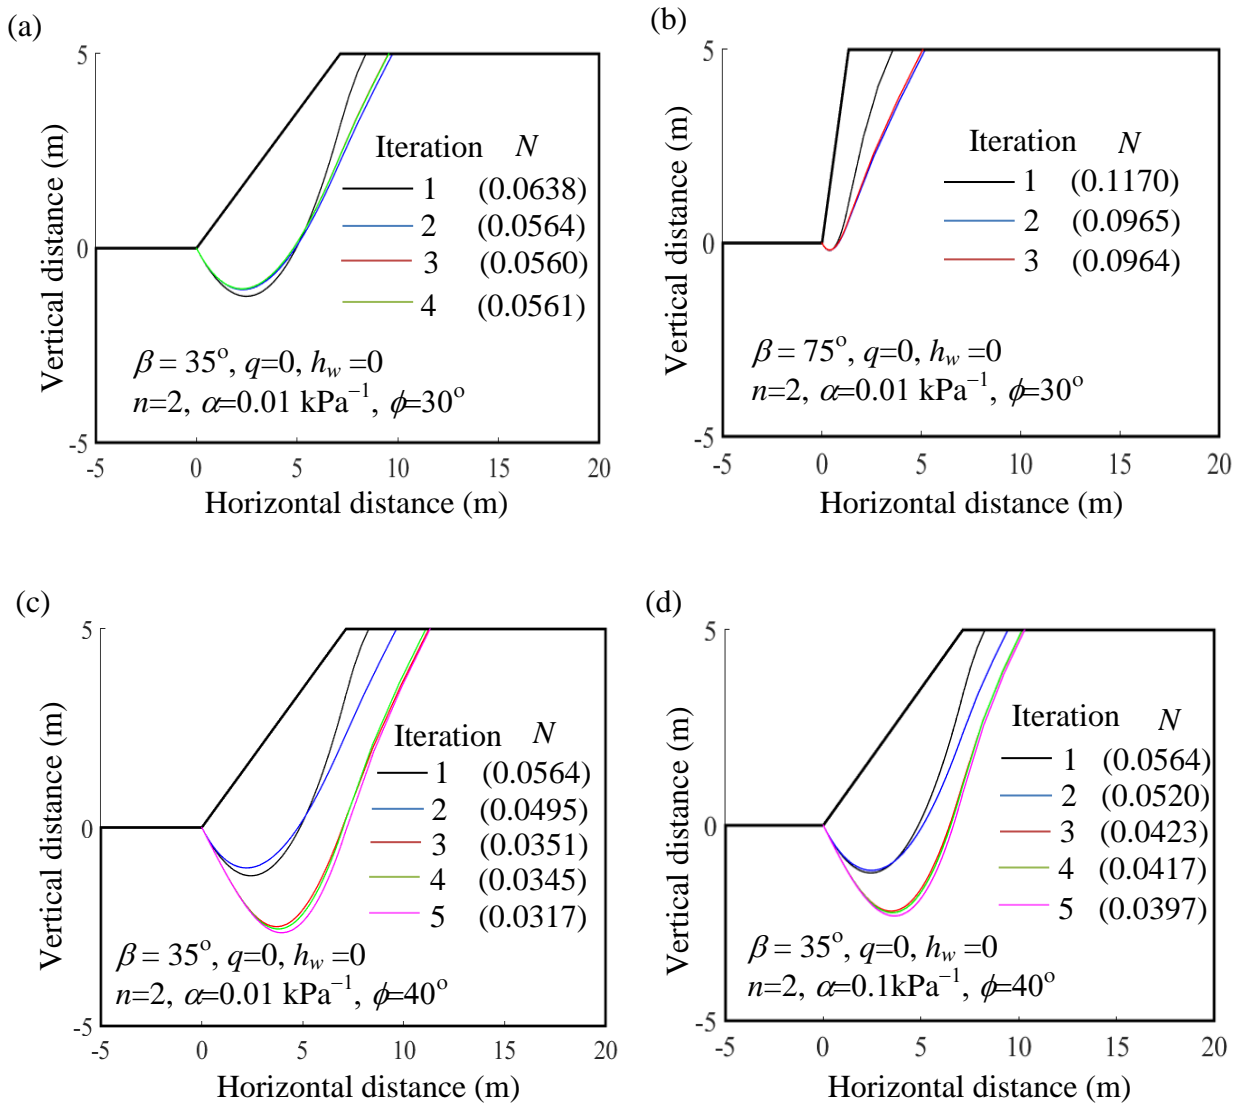 (a)
5
0
-5
-5 0 5 10 15 20
Vertical distance (m)
Horizontal distance (m)
Iteration N
1 (0.0638)
2 (0.0564)
3 (0.0560)
4 (0.0561)
β = 35°, q=0, h_w =0
n=2, α=0.01 kPa⁻¹, ϕ=30°
(b)
5
0
-5
-5 0 5 10 15 20
Vertical distance (m)
Horizontal distance (m)
Iteration N
1 (0.1170)
2 (0.0965)
3 (0.0964)
β = 75°, q=0, h_w =0
n=2, α=0.01 kPa⁻¹, ϕ=30°
(c)
5
0
-5
-5 0 5 10 15 20
Vertical distance (m)
Horizontal distance (m)
Iteration N
1 (0.0564)
2 (0.0495)
3 (0.0351)
4 (0.0345)
5 (0.0317)
β = 35°, q=0, h_w =0
n=2, α=0.01 kPa⁻¹, ϕ=40°
(d)
5
0
-5
-5 0 5 10 15 20
Vertical distance (m)
Horizontal distance (m)
Iteration N
1 (0.0564)
2 (0.0520)
3 (0.0423)
4 (0.0417)
5 (0.0397)
β = 35°, q=0, h_w =0
n=2, α=0.1kPa⁻¹, ϕ=40°